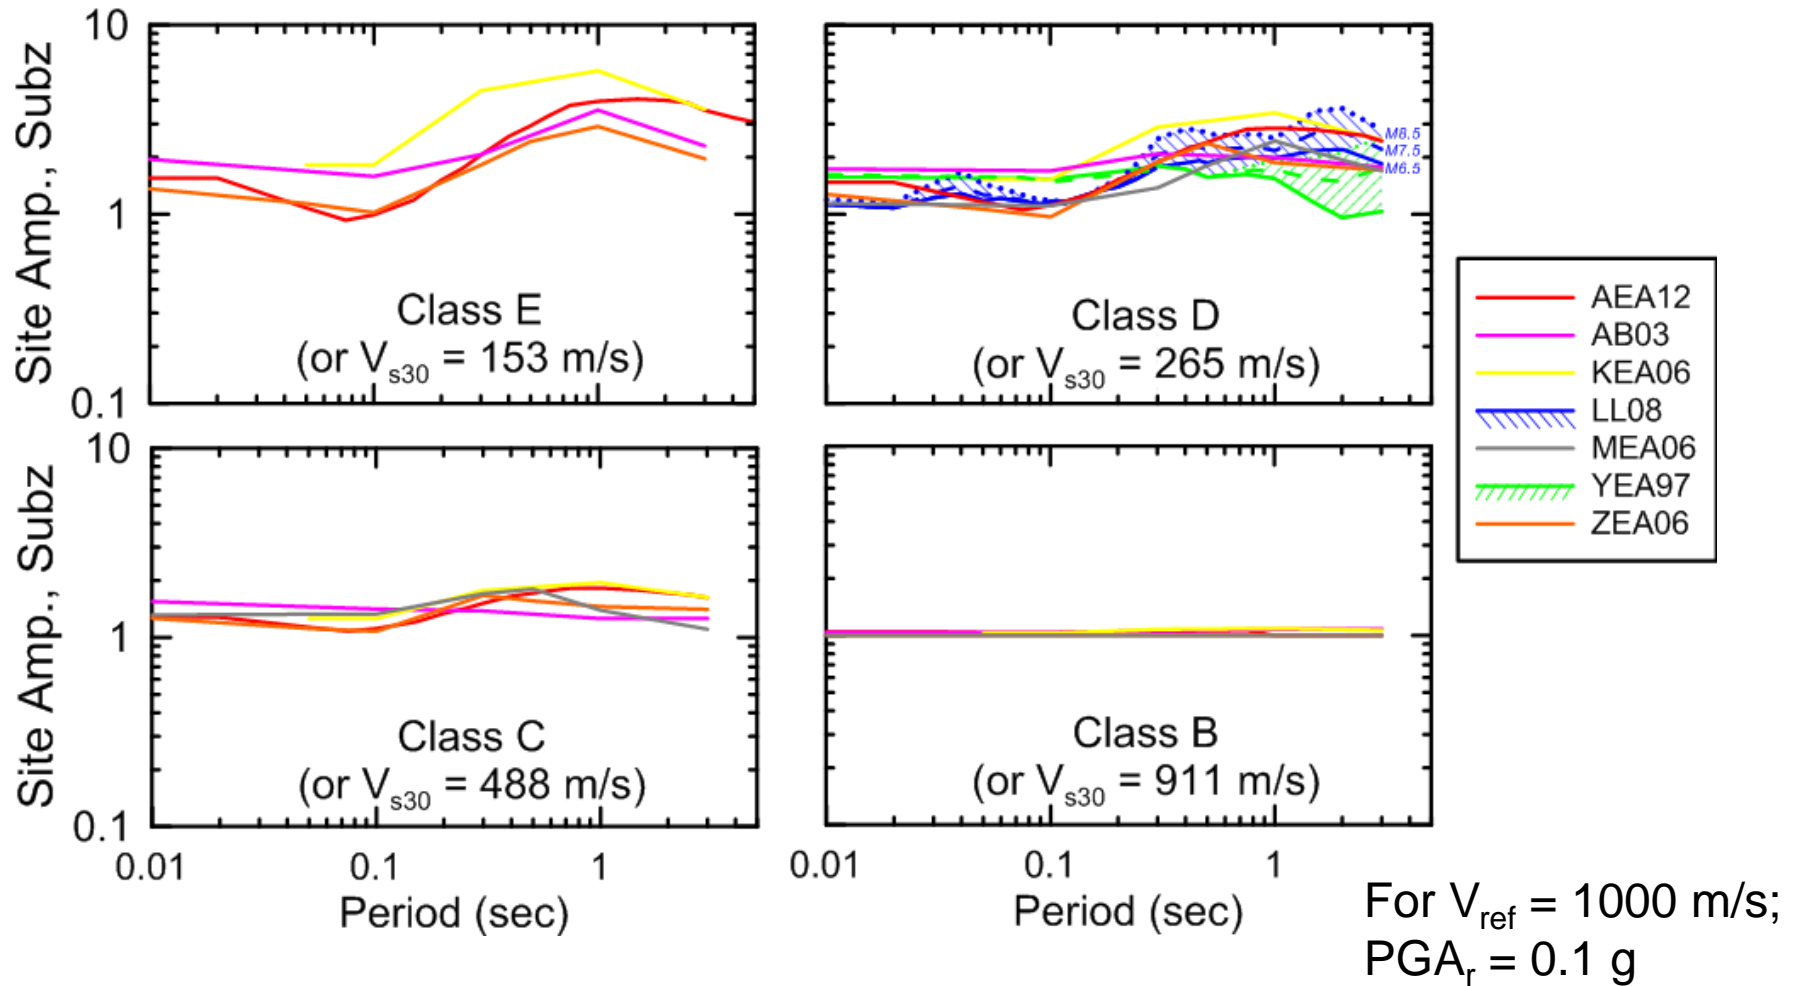 10
1
0.1
Site Amp., Subz
Class E
(or Vs30 = 153 m/s)
Class D
(or Vs30 = 265 m/s)
M8.5
M7.5
M6.5
AEA12
AB03
KEA06
LL08
MEA06
YEA97
ZEA06
10
1
0.1
Site Amp., Subz
Class C
(or Vs30 = 488 m/s)
Class B
(or Vs30 = 911 m/s)
0.01 0.1 1
Period (sec)
0.01 0.1 1
Period (sec)
For Vref = 1000 m/s;
PGAr = 0.1 g